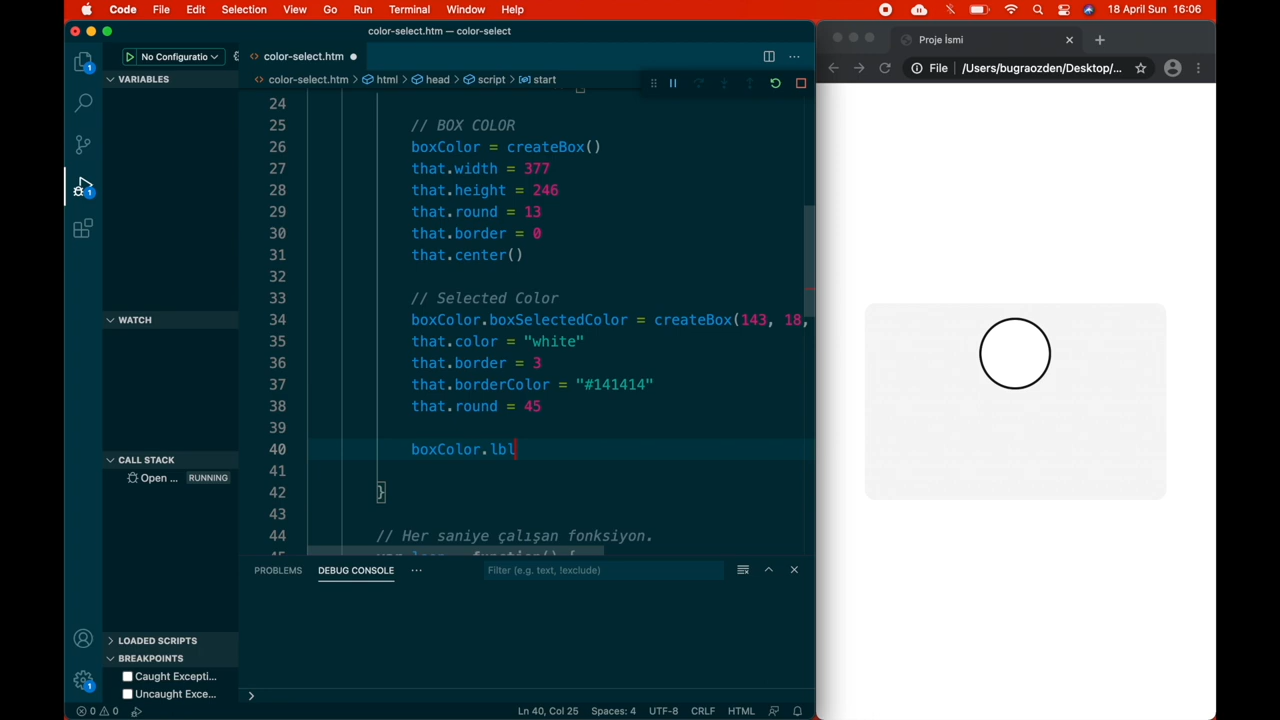 Code File Edit Selection View Go Run Terminal Window Help 18 April Sun 16:06
color-select.htm — color-select
Proje İsmi
No Configuratio
color-select.htm
File /Users/bugraozden/Desktop/...
VARIABLES
color-select.htm > html > head > script > start
24
25 // BOX COLOR
26 boxColor = createBox()
27 that.width = 377
28 that.height = 246
29 that.round = 13
30 that.border = 0
31 that.center()
32
33 // Selected Color
34 boxColor.boxSelectedColor = createBox(143, 18,
35 that.color = "white"
36 that.border = 3
37 that.borderColor = "#141414"
38 that.round = 45
39
40 boxColor.lbl
41
42 }
43
44 // Her saniye çalışan fonksiyon.
WATCH
CALL STACK
Open ... RUNNING
LOADED SCRIPTS
BREAKPOINTS
Caught Excepti...
Uncaught Exce...
PROBLEMS DEBUG CONSOLE ... Filter (e.g. text, !exclude)
0 0 Ln 40, Col 25 Spaces: 4 UTF-8 CRLF HTML